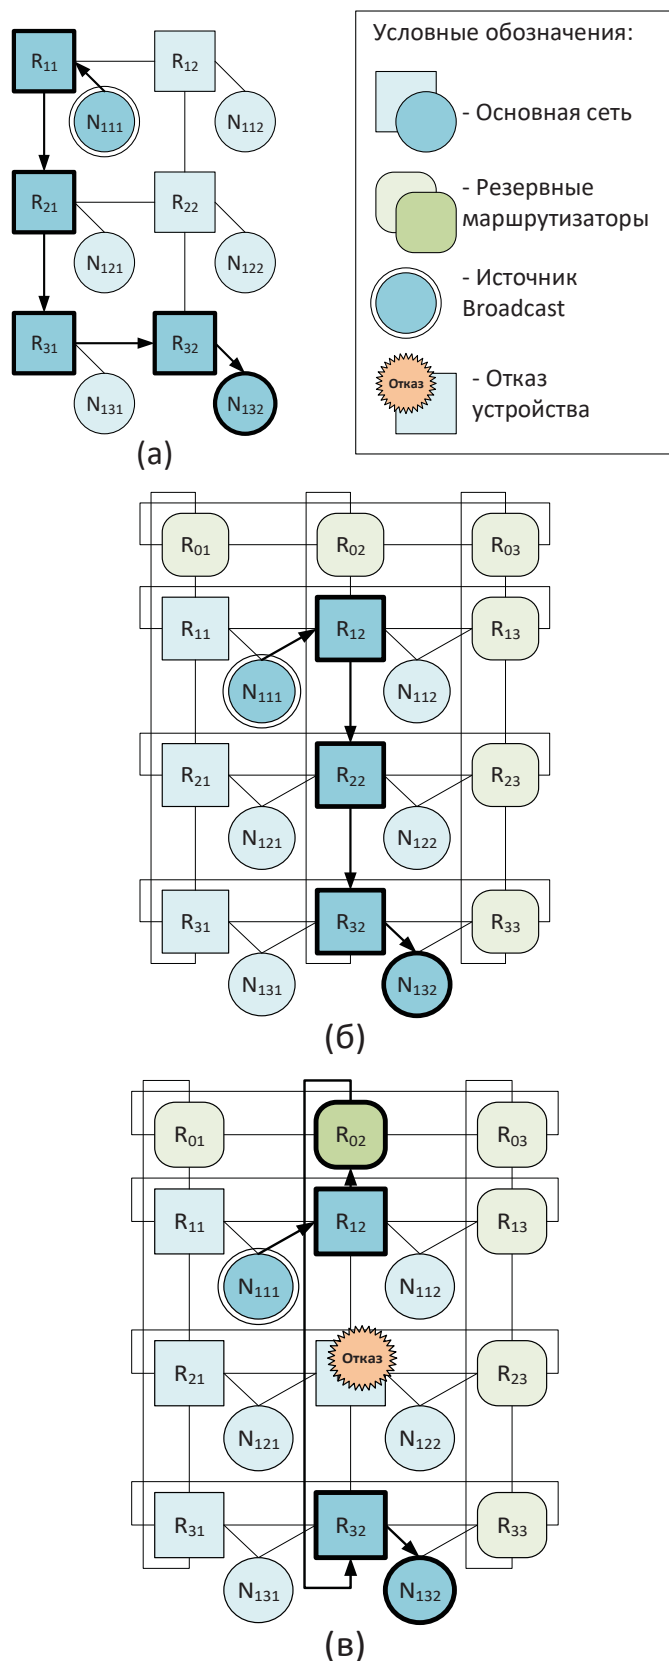 Условные обозначения:
- Основная сеть
- Резервные
маршрутизаторы
- Источник
Broadcast
Отказ
- Отказ
устройства
R11 R12
N111 N112
R21 R22
N121 N122
R31 R32
N131 N132
(а)
R01 R02 R03
R11 R12 R13
N111 N112
R21 R22 R23
N121 N122
R31 R32 R33
N131 N132
(б)
R01 R02 R03
R11 R12 R13
N111 N112
Отказ
R21 R23
N121 N122
R31 R32 R33
N131 N132
(в)